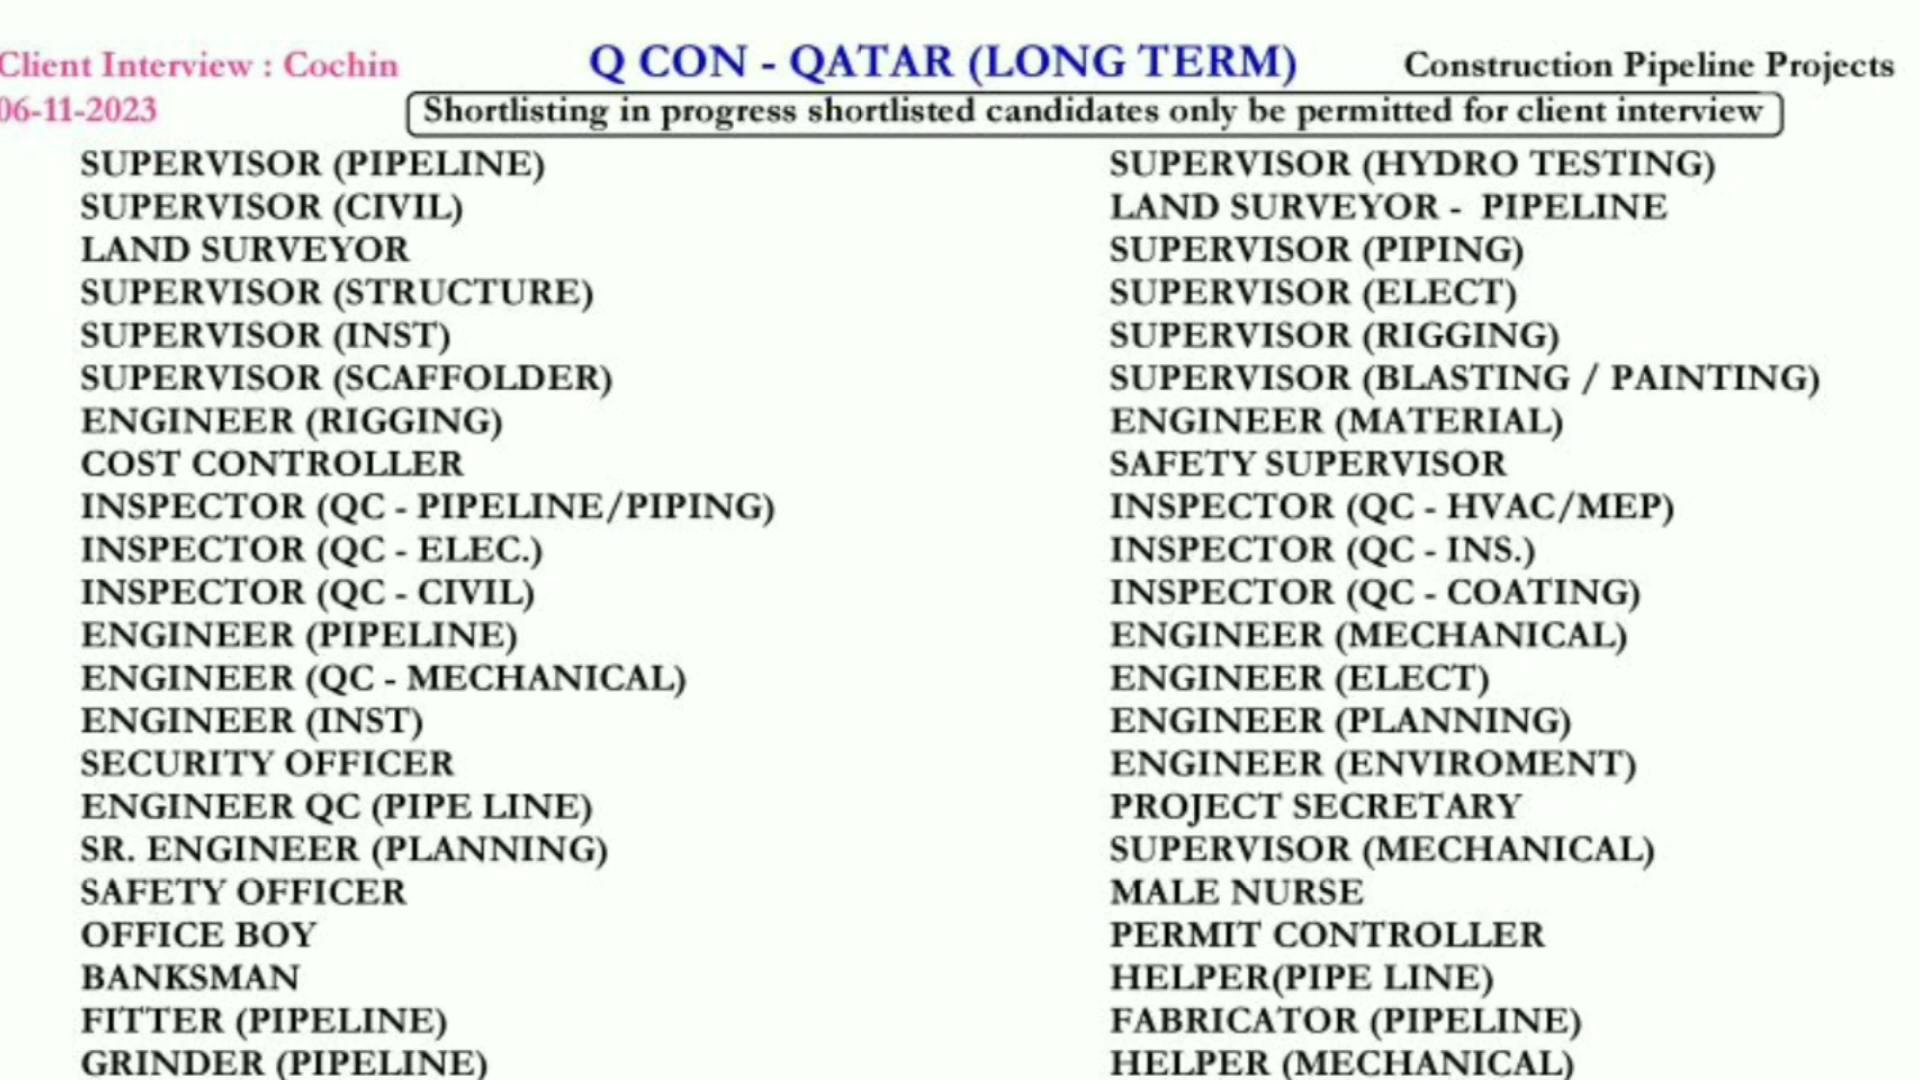 Client Interview : Cochin
06-11-2023
Q CON - QATAR (LONG TERM)
Construction Pipeline Projects
Shortlisting in progress shortlisted candidates only be permitted for client interview
SUPERVISOR (PIPELINE)
SUPERVISOR (CIVIL)
LAND SURVEYOR
SUPERVISOR (STRUCTURE)
SUPERVISOR (INST)
SUPERVISOR (SCAFFOLDER)
ENGINEER (RIGGING)
COST CONTROLLER
INSPECTOR (QC - PIPELINE/PIPING)
INSPECTOR (QC - ELEC.)
INSPECTOR (QC - CIVIL)
ENGINEER (PIPELINE)
ENGINEER (QC - MECHANICAL)
ENGINEER (INST)
SECURITY OFFICER
ENGINEER QC (PIPE LINE)
SR. ENGINEER (PLANNING)
SAFETY OFFICER
OFFICE BOY
BANKSMAN
FITTER (PIPELINE)
GRINDER (PIPELINE)
SUPERVISOR (HYDRO TESTING)
LAND SURVEYOR - PIPELINE
SUPERVISOR (PIPING)
SUPERVISOR (ELECT)
SUPERVISOR (RIGGING)
SUPERVISOR (BLASTING / PAINTING)
ENGINEER (MATERIAL)
SAFETY SUPERVISOR
INSPECTOR (QC - HVAC/MEP)
INSPECTOR (QC - INS.)
INSPECTOR (QC - COATING)
ENGINEER (MECHANICAL)
ENGINEER (ELECT)
ENGINEER (PLANNING)
ENGINEER (ENVIROMENT)
PROJECT SECRETARY
SUPERVISOR (MECHANICAL)
MALE NURSE
PERMIT CONTROLLER
HELPER(PIPE LINE)
FABRICATOR (PIPELINE)
HELPER (MECHANICAL)